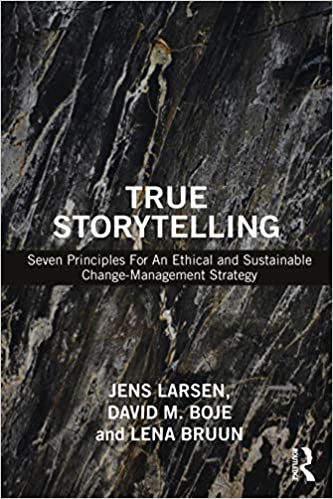 TRUE
STORYTELLING
Seven Principles For An Ethical and Sustainable
Change-Management Strategy
JENS LARSEN,
DAVID M. BOJE
and LENA BRUUN
ROUTLEDGE